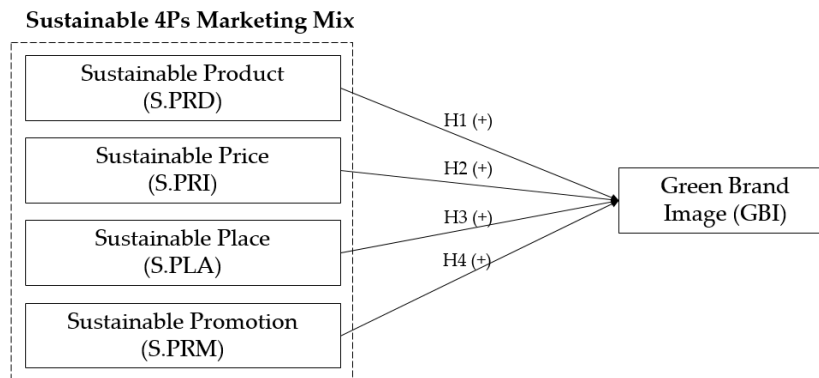 Sustainable 4Ps Marketing Mix
Sustainable Product
(S.PRD)
H1 (+)
Sustainable Price
(S.PRI)
H2 (+)
Green Brand
Image (GBI)
Sustainable Place
(S.PLA)
H3 (+)
H4 (+)
Sustainable Promotion
(S.PRM)